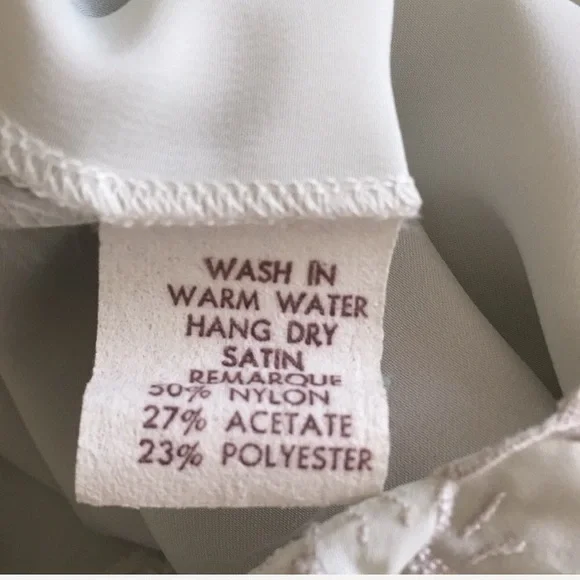 WASH IN
WARM WATER
HANG DRY
SATIN
REMARQUE
50% NYLON
27% ACETATE
23% POLYESTER